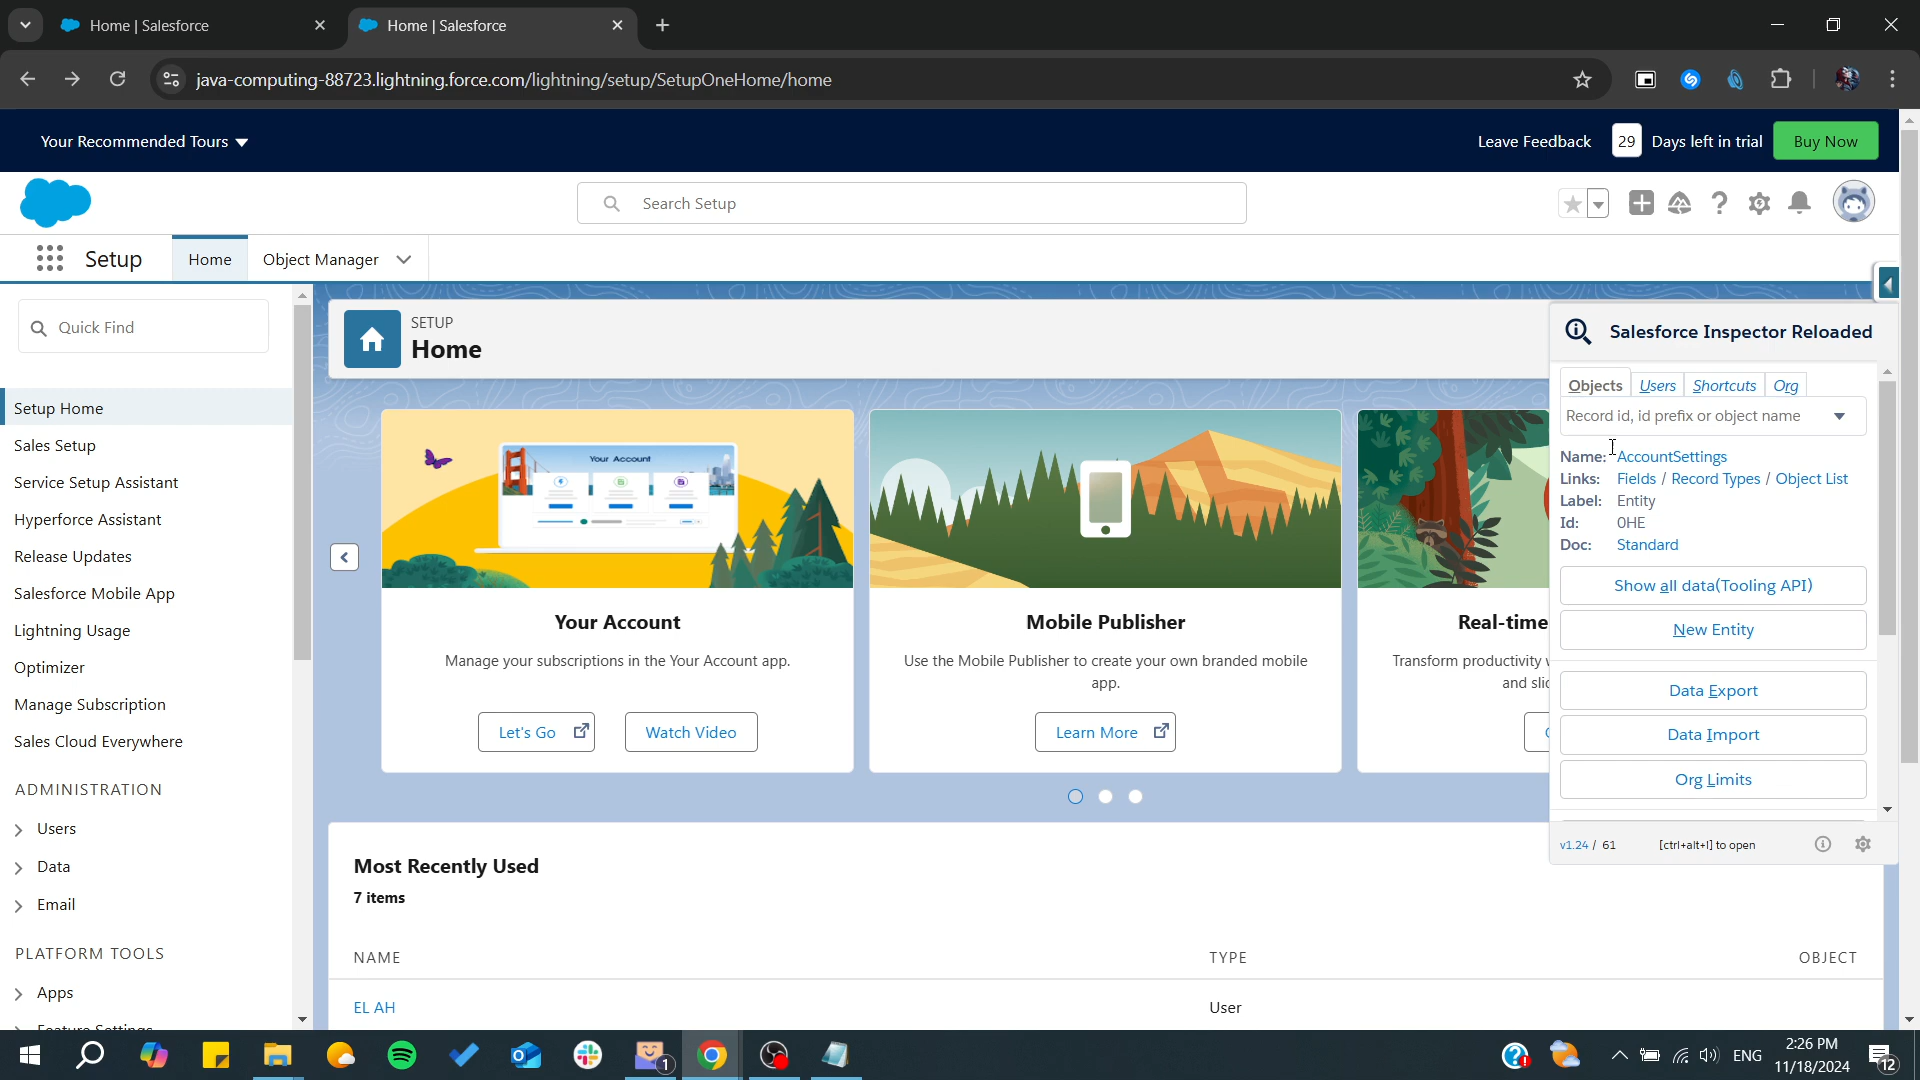 Home | Salesforce
Home | Salesforce
java-computing-88723.lightning.force.com/lightning/setup/SetupOneHome/home
Your Recommended Tours
Leave Feedback
29
Days left in trial
Buy Now
Search Setup
Setup
Home
Object Manager
Quick Find
Setup Home
Sales Setup
Service Setup Assistant
Hyperforce Assistant
Release Updates
Salesforce Mobile App
Lightning Usage
Optimizer
Manage Subscription
Sales Cloud Everywhere
ADMINISTRATION
Users
Data
Email
PLATFORM TOOLS
Apps
Feature Settings
SETUP
Home
Your Account
Your Account
Manage your subscriptions in the Your Account app.
Let's Go
Watch Video
Mobile Publisher
Use the Mobile Publisher to create your own branded mobile
app.
Learn More
Real-time
Transform productivity
Most Recently Used
7 items
NAME
TYPE
OBJECT
EL AH
User
Salesforce Inspector Reloaded
Objects
Users
Shortcuts
Org
Record id, id prefix or object name
Name: AccountSettings
Links: Fields / Record Types / Object List
Label: Entity
Id: 0HE
Doc: Standard
Show all data(Tooling API)
New Entity
Data Export
Data Import
Org Limits
v1.24 / 61
[ctrl+alt+I] to open
1
ENG
2:26 PM
11/18/2024
12